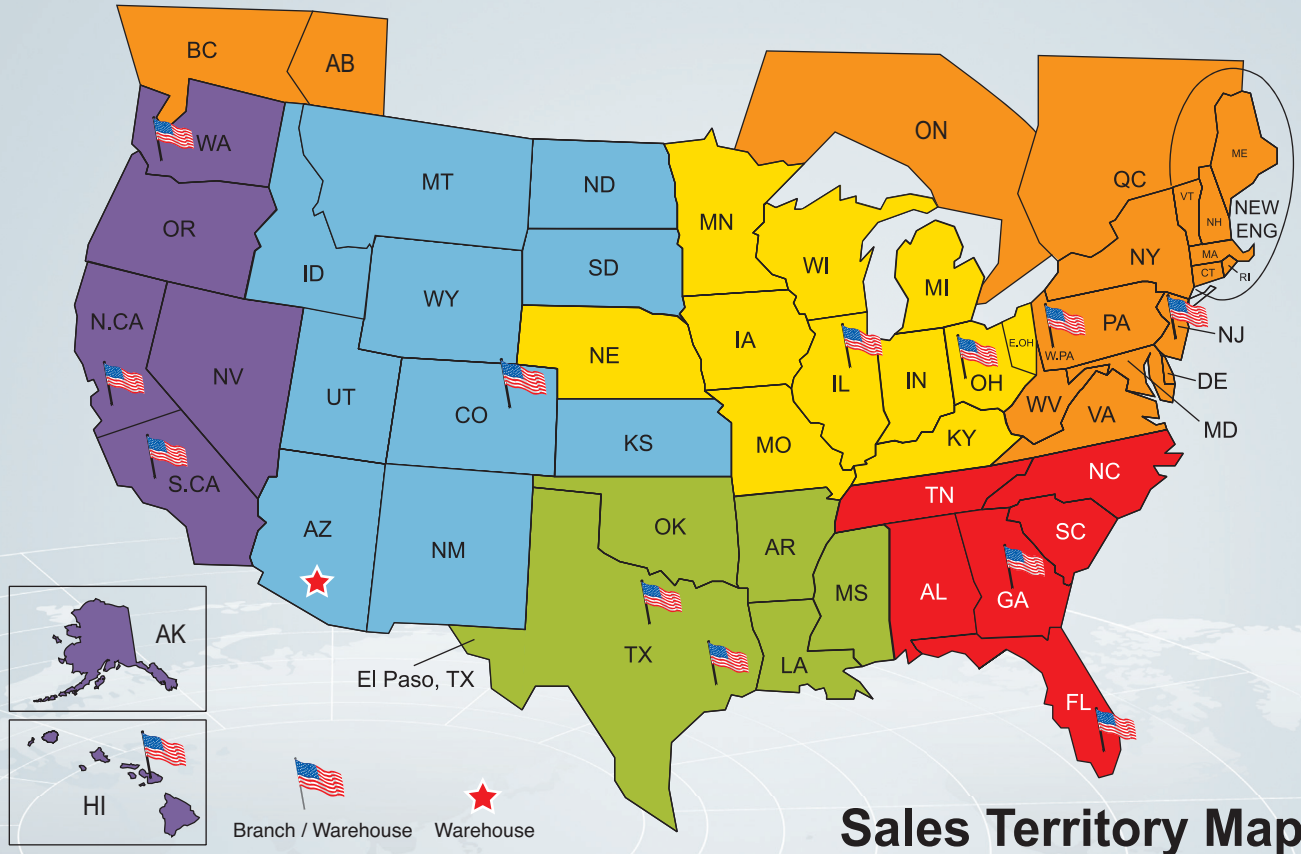 BC
AB
WA
OR
N.CA
NV
S.CA
MT
ID
WY
ND
SD
UT
CO
KS
AZ
NM
MN
WI
MI
IA
NE
IL
IN
OH
E.OH
MO
KY
ON
QC
ME
VT
NH
NEW
ENG
NY
MA
CT
RI
PA
W.PA
NJ
DE
MD
WV
VA
OK
AR
TX
LA
MS
El Paso, TX
TN
NC
SC
AL
GA
FL
AK
HI
Branch / Warehouse
Warehouse
Sales Territory Map